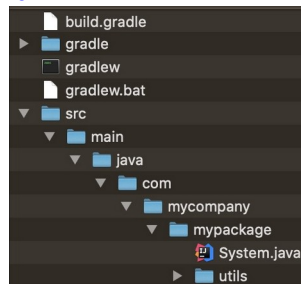 build.gradle
gradle
gradlew
gradlew.bat
src
main
java
com
mycompany
mypackage
System.java
utils